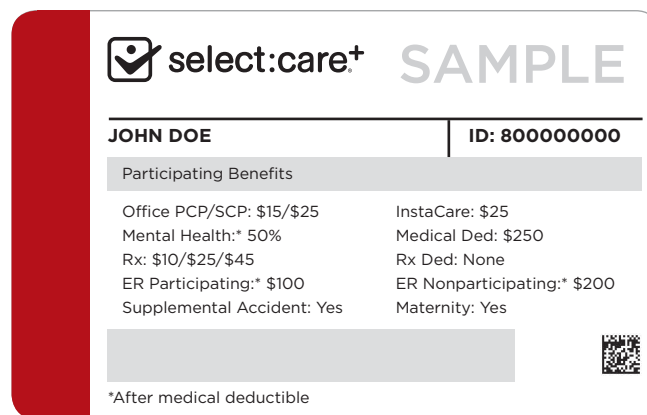 select:care+ SAMPLE
JOHN DOE ID: 800000000
Participating Benefits
Office PCP/SCP: $15/$25 InstaCare: $25
Mental Health:* 50% Medical Ded: $250
Rx: $10/$25/$45 Rx Ded: None
ER Participating:* $100 ER Nonparticipating:* $200
Supplemental Accident: Yes Maternity: Yes
*After medical deductible